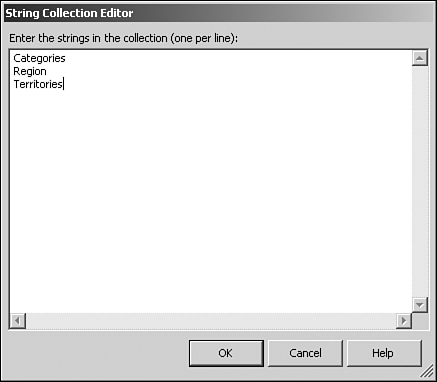 String Collection Editor
Enter the strings in the collection (one per line):
Categories
Region
Territories
OK
Cancel
Help